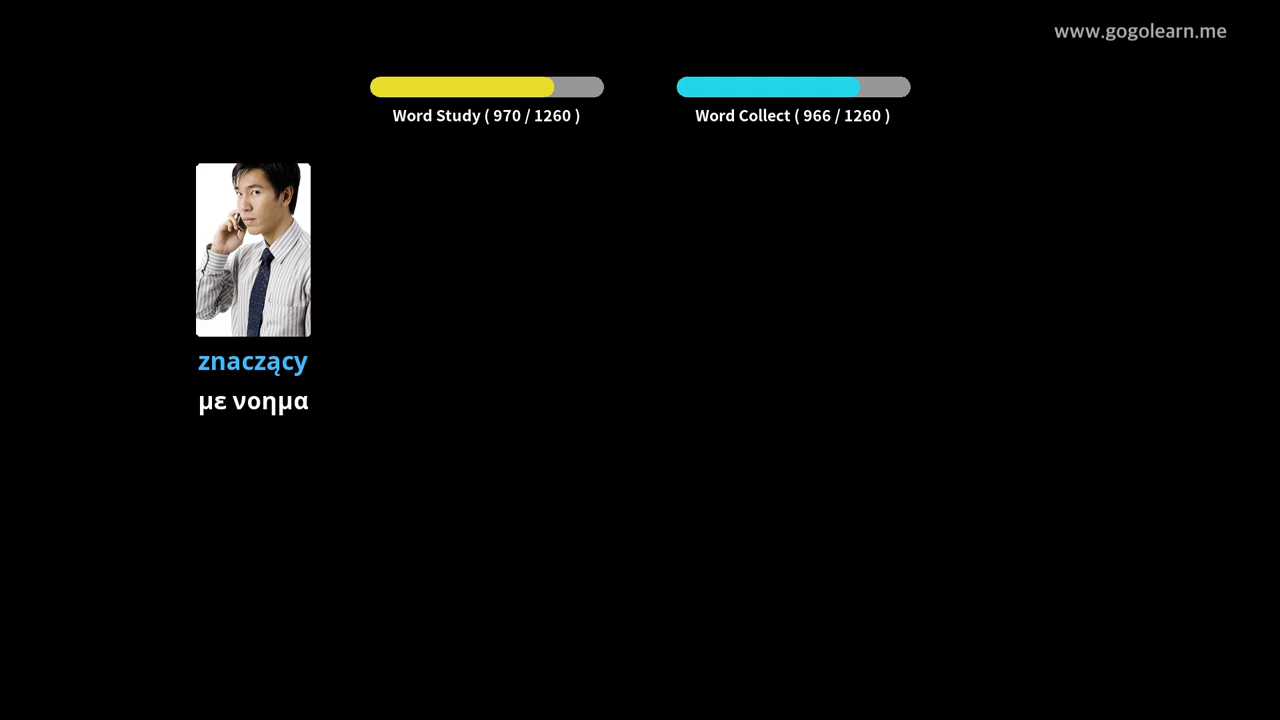 www.gogolearn.me
Word Study ( 970 / 1260 )
Word Collect ( 966 / 1260 )
znaczący
με νοημα